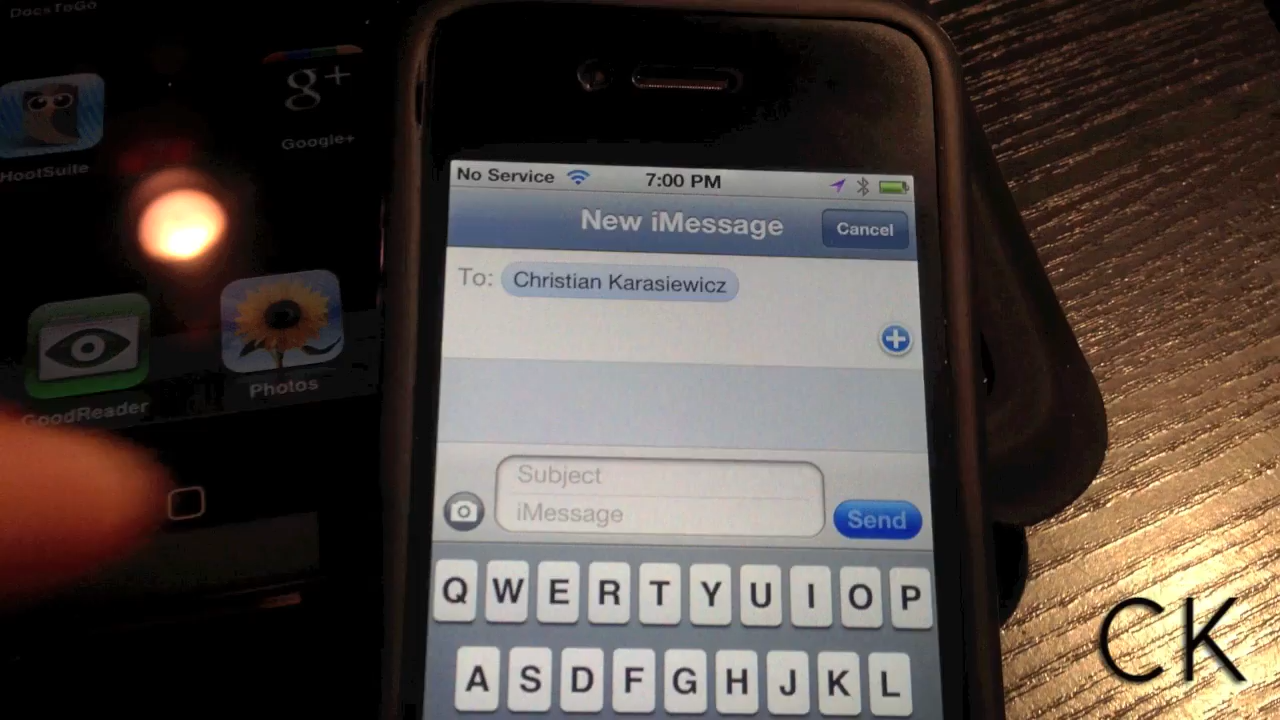 DocsToGo
HootSuite
g+
Google+
GoodReader
Photos
No Service 7:00 PM
New iMessage
Cancel
To: Christian Karasiewicz
Subject
iMessage
Send
Q W E R T Y U I O P
A S D F G H J K L
CK